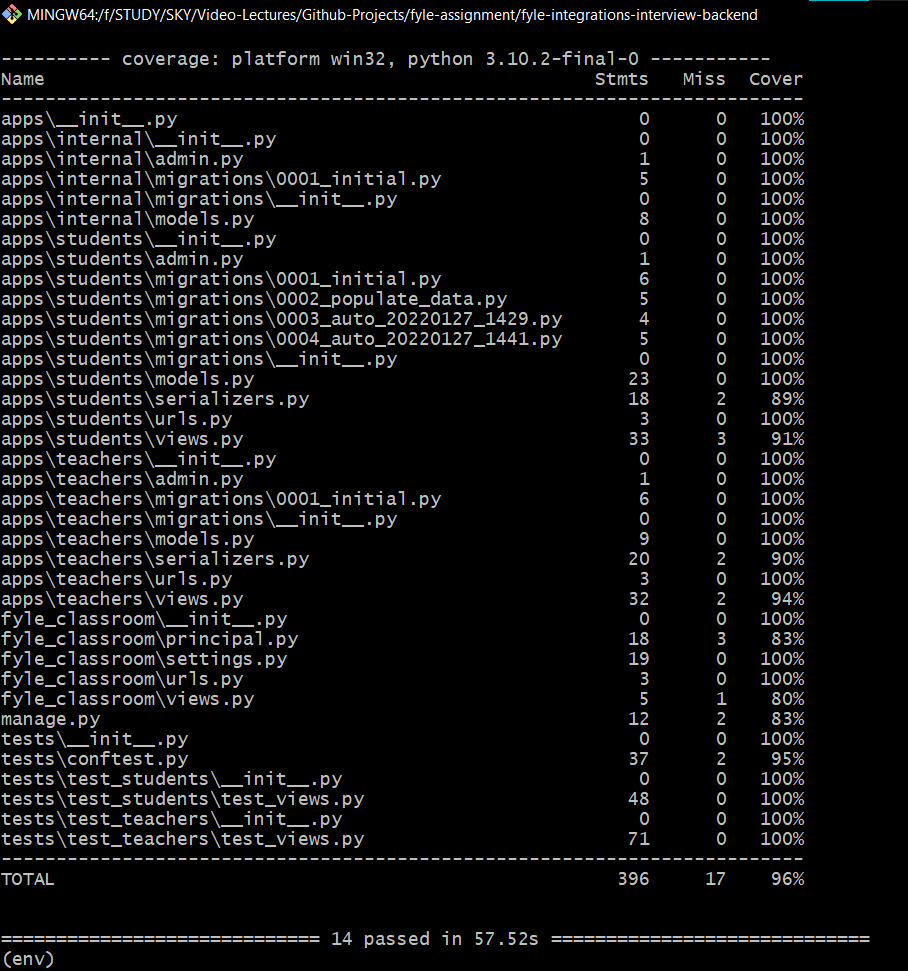 MINGW64:/f/STUDY/SKY/Video-Lectures/Github-Projects/fyle-assignment/fyle-integrations-interview-backend
---------- coverage: platform win32, python 3.10.2-final-0 -----------
Name                                                  Stmts   Miss  Cover
-------------------------------------------------------------------------
apps\__init__.py                                          0      0   100%
apps\internal\__init__.py                                 0      0   100%
apps\internal\admin.py                                    1      0   100%
apps\internal\migrations\0001_initial.py                  5      0   100%
apps\internal\migrations\__init__.py                      0      0   100%
apps\internal\models.py                                   8      0   100%
apps\students\__init__.py                                 0      0   100%
apps\students\admin.py                                    1      0   100%
apps\students\migrations\0001_initial.py                  6      0   100%
apps\students\migrations\0002_populate_data.py            5      0   100%
apps\students\migrations\0003_auto_20220127_1429.py       4      0   100%
apps\students\migrations\0004_auto_20220127_1441.py       5      0   100%
apps\students\migrations\__init__.py                      0      0   100%
apps\students\models.py                                  23      0   100%
apps\students\serializers.py                             18      2    89%
apps\students\urls.py                                     3      0   100%
apps\students\views.py                                   33      3    91%
apps\teachers\__init__.py                                 0      0   100%
apps\teachers\admin.py                                    1      0   100%
apps\teachers\migrations\0001_initial.py                  6      0   100%
apps\teachers\migrations\__init__.py                      0      0   100%
apps\teachers\models.py                                   9      0   100%
apps\teachers\serializers.py                             20      2    90%
apps\teachers\urls.py                                     3      0   100%
apps\teachers\views.py                                   32      2    94%
fyle_classroom\__init__.py                                0      0   100%
fyle_classroom\principal.py                              18      3    83%
fyle_classroom\settings.py                               19      0   100%
fyle_classroom\urls.py                                    3      0   100%
fyle_classroom\views.py                                   5      1    80%
manage.py                                                12      2    83%
tests\__init__.py                                         0      0   100%
tests\conftest.py                                        37      2    95%
tests\test_students\__init__.py                           0      0   100%
tests\test_students\test_views.py                        48      0   100%
tests\test_teachers\__init__.py                           0      0   100%
tests\test_teachers\test_views.py                        71      0   100%
-------------------------------------------------------------------------
TOTAL                                                   396     17    96%
============================= 14 passed in 57.52s =============================
(env)